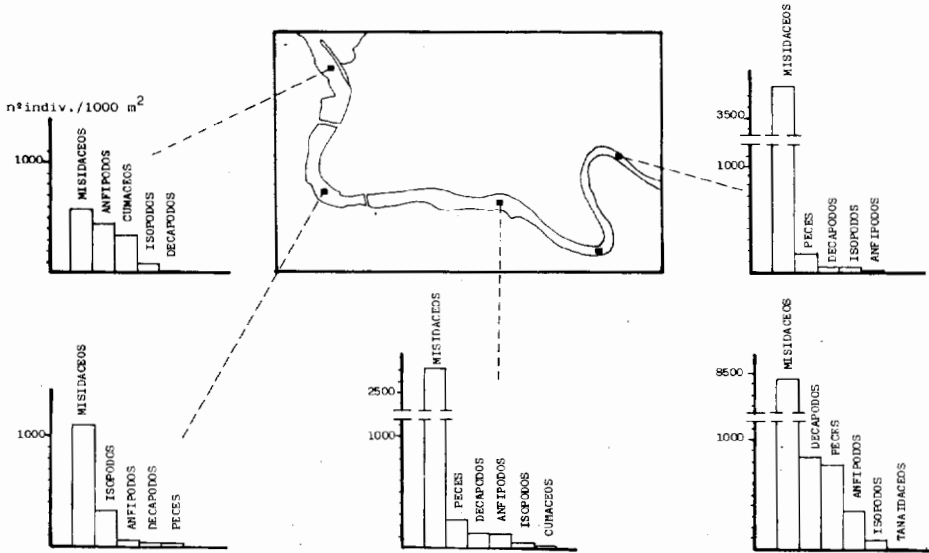 nºindiv./1000 m²
1000
MISIDACEOS
ANFIPODOS
CUMACEOS
ISOPODOS
DECAPODOS
3500
1000
MISIDACEOS
PECES
DECAPODOS
ISOPODOS
ANFIPODOS
1000
MISIDACEOS
ISOPODOS
ANFIPODOS
DECAPODOS
PECES
2500
1000
MISIDACEOS
PECES
DECAPODOS
ANFIPODOS
ISOPODOS
CUMACEOS
8500
1000
MISIDACEOS
DECAPODOS
PECES
ANFIPODOS
ISOPODOS
TANAIDACEOS